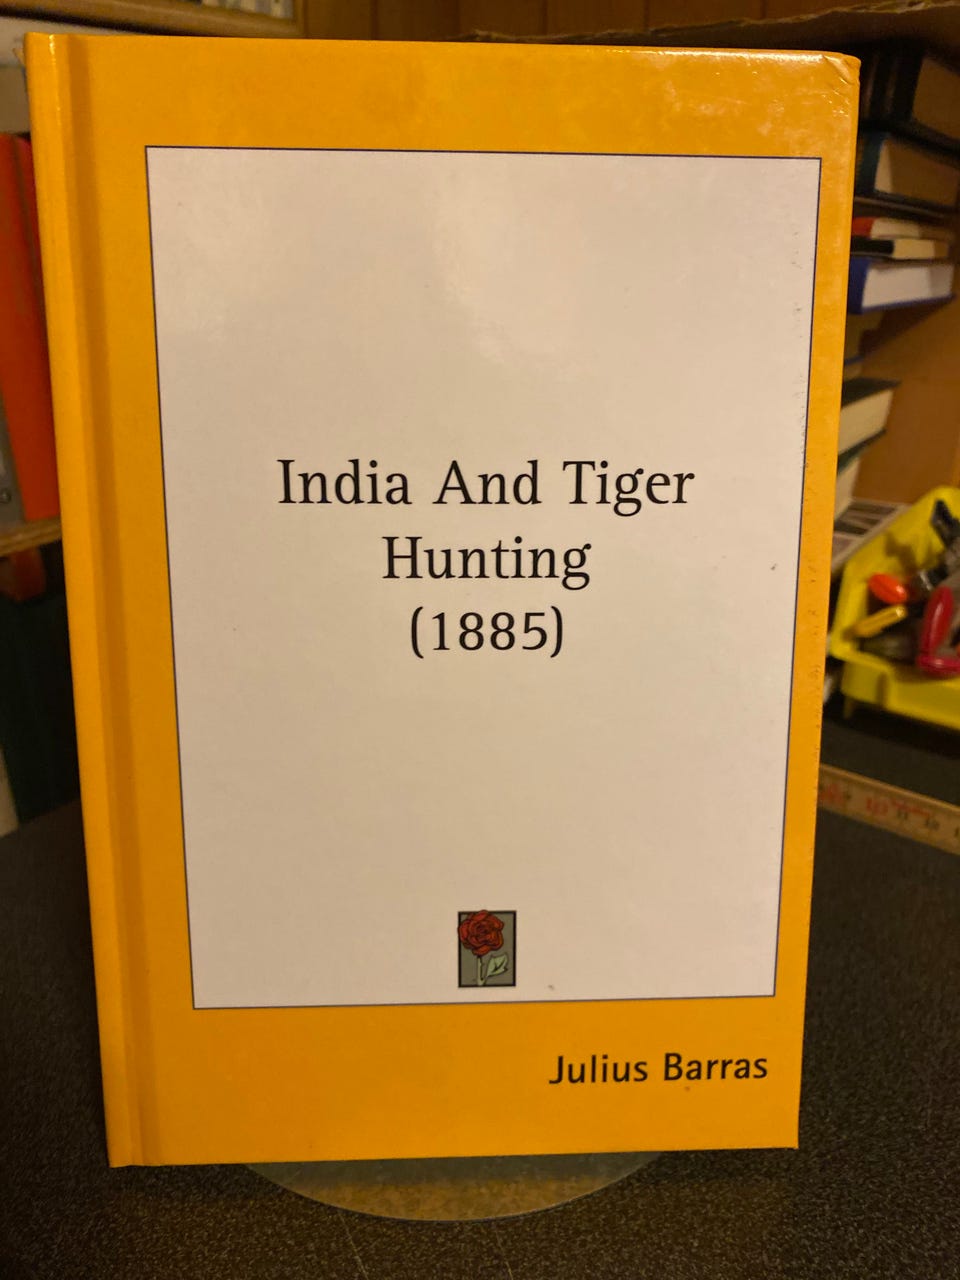 India And Tiger
Hunting
(1885)
Julius Barras